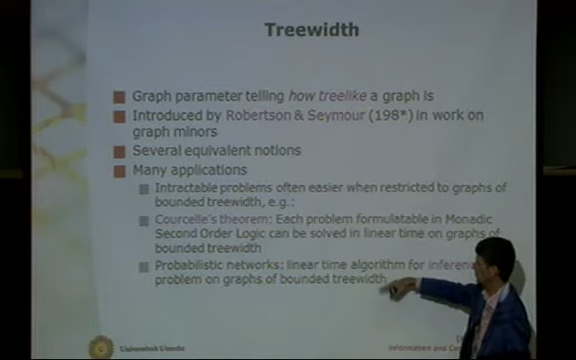 Treewidth
Graph parameter telling how treelike a graph is
Introduced by Robertson & Seymour (198*) in work on
graph minors
Several equivalent notions
Many applications
Intractable problems often easier when restricted to graphs of
bounded treewidth, e.g.:
Courcelle's theorem: Each problem formulatable in Monadic
Second Order Logic can be solved in linear time on graphs of
bounded treewidth
Probabilistic networks: linear time algorithm for
problem on graphs of bounded treewidth
Universiteit Utrecht
Information and